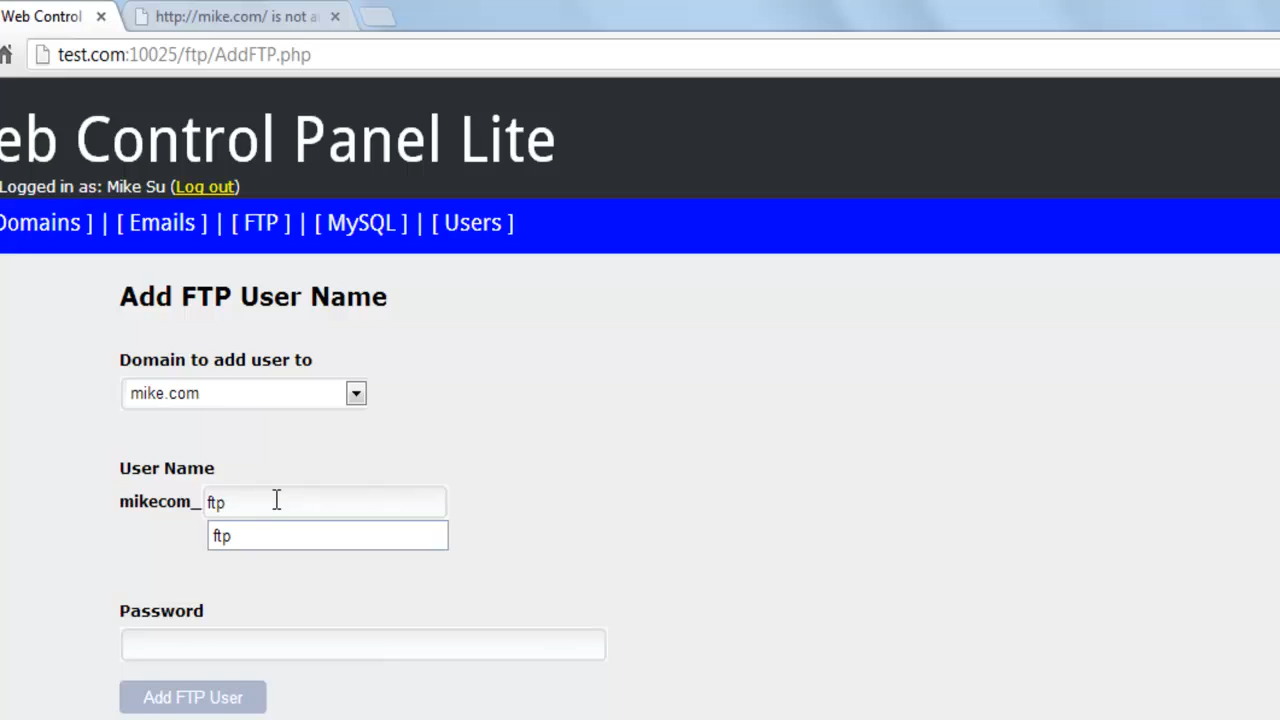 Web Control
http://mike.com/ is not a
test.com:10025/ftp/AddFTP.php
eb Control Panel Lite
Logged in as: Mike Su (Log out)
Domains ] | [ Emails ] | [ FTP ] | [ MySQL ] | [ Users ]
Add FTP User Name
Domain to add user to
mike.com
User Name
mikecom_ ftp
ftp
Password
Add FTP User